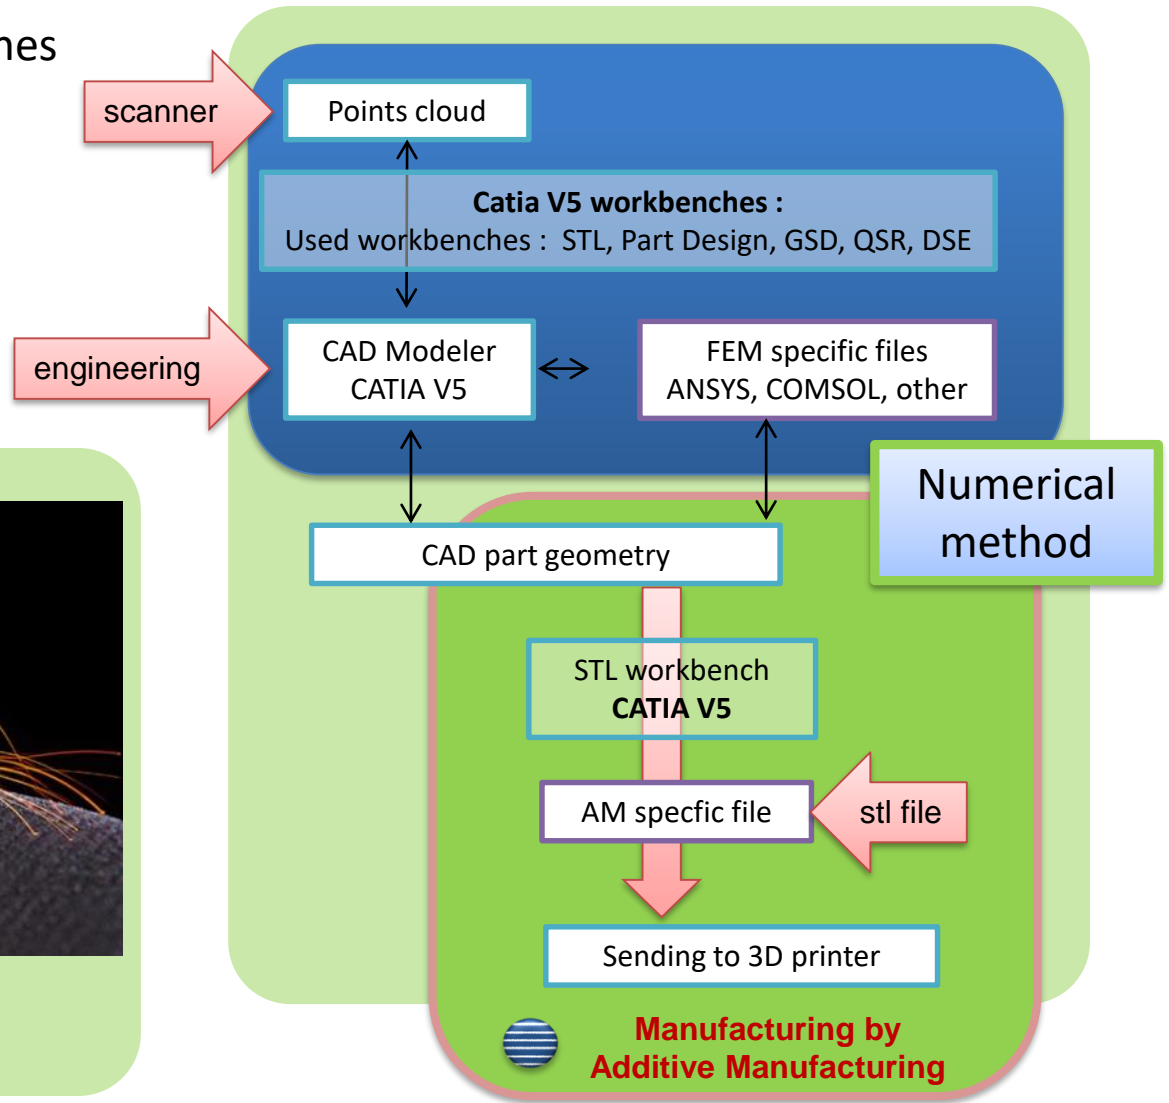 scanner
Points cloud
Catia V5 workbenches :
Used workbenches : STL, Part Design, GSD, QSR, DSE
engineering
CAD Modeler
CATIA V5
FEM specific files
ANSYS, COMSOL, other
Numerical
method
CAD part geometry
STL workbench
CATIA V5
AM specfic file
stl file
Sending to 3D printer
Manufacturing by
Additive Manufacturing